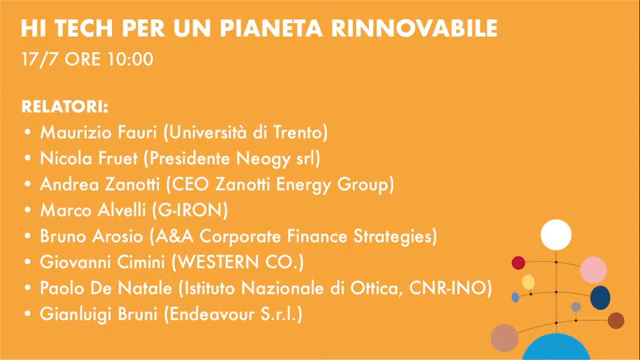 HI TECH PER UN PIANETA RINNOVABILE
17/7 ORE 10:00
RELATORI:
• Maurizio Fauri (Università di Trento)
• Nicola Fruet (Presidente Neogy srl)
• Andrea Zanotti (CEO Zanotti Energy Group)
• Marco Alvelli (G-IRON)
• Bruno Arosio (A&A Corporate Finance Strategies)
• Giovanni Cimini (WESTERN CO.)
• Paolo De Natale (Istituto Nazionale di Ottica, CNR-INO)
• Gianluigi Bruni (Endeavour S.r.l.)